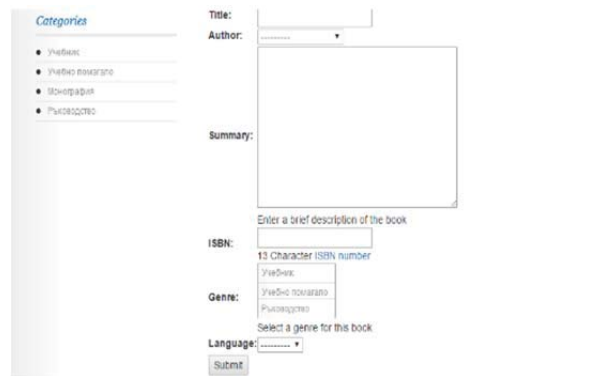 Categories
Учебник
Учебно помагало
Монография
Ръководство
Title:
Author: ---------
Summary:
Enter a brief description of the book
ISBN:
13 Character ISBN number
Genre:
Учебник
Учебно помагало
Ръководство
Select a genre for this book
Language: ---------
Submit